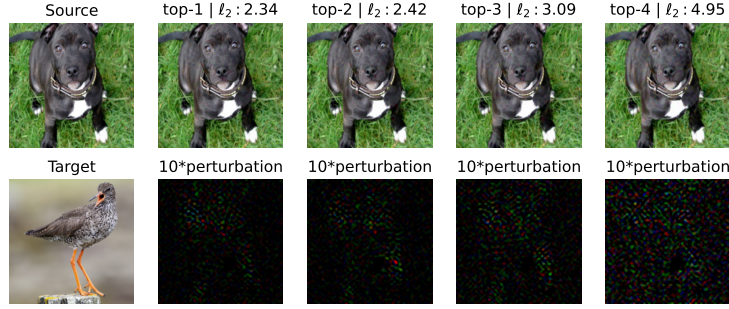 Source top-1 | ℓ₂ : 2.34 top-2 | ℓ₂ : 2.42 top-3 | ℓ₂ : 3.09 top-4 | ℓ₂ : 4.95
Target 10*perturbation 10*perturbation 10*perturbation 10*perturbation